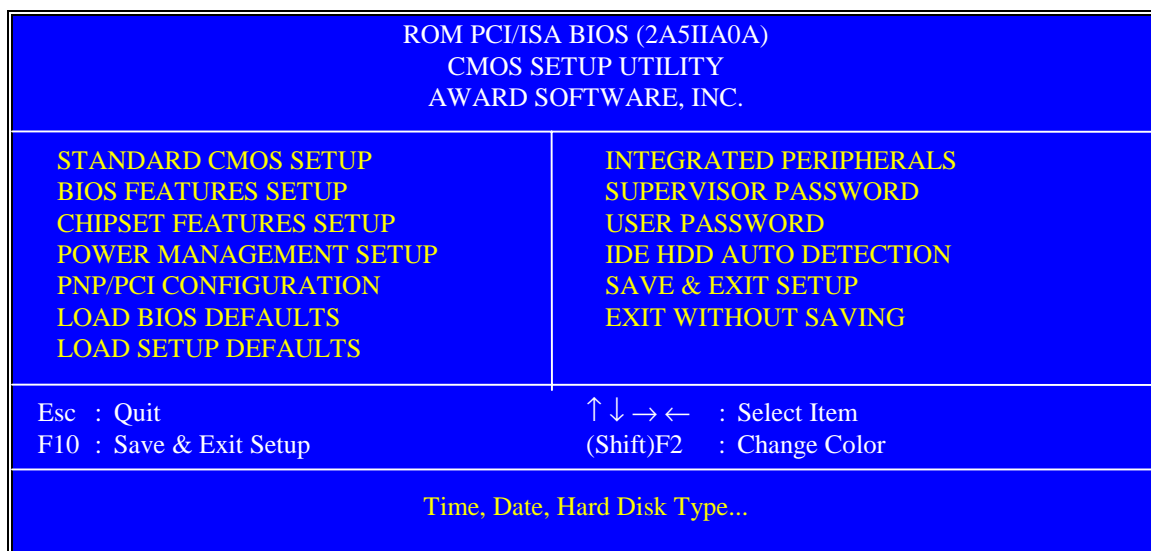 ROM PCI/ISA BIOS (2A5IIA0A)
CMOS SETUP UTILITY
AWARD SOFTWARE, INC.
STANDARD CMOS SETUP
BIOS FEATURES SETUP
CHIPSET FEATURES SETUP
POWER MANAGEMENT SETUP
PNP/PCI CONFIGURATION
LOAD BIOS DEFAULTS
LOAD SETUP DEFAULTS
INTEGRATED PERIPHERALS
SUPERVISOR PASSWORD
USER PASSWORD
IDE HDD AUTO DETECTION
SAVE & EXIT SETUP
EXIT WITHOUT SAVING
Esc : Quit
F10 : Save & Exit Setup
↑ ↓ → ← : Select Item
(Shift)F2 : Change Color
Time, Date, Hard Disk Type...